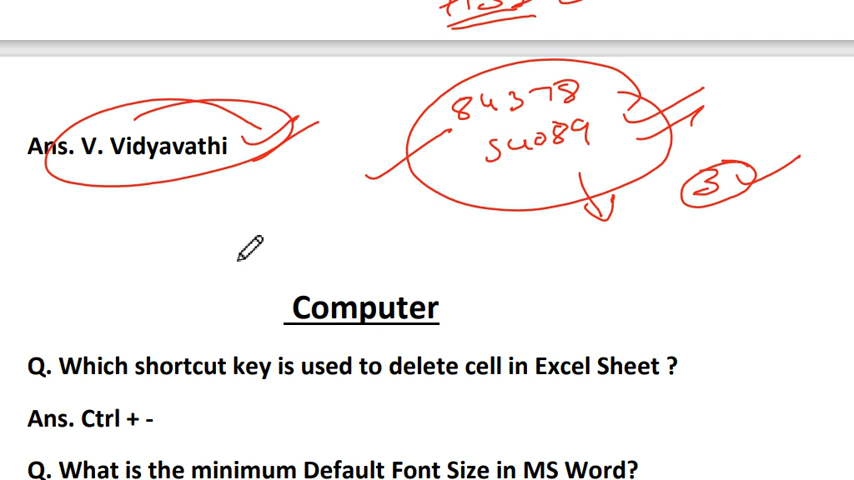 84378
54089
Ans. V. Vidyavathi
3
Computer
Q. Which shortcut key is used to delete cell in Excel Sheet ?
Ans. Ctrl + -
Q. What is the minimum Default Font Size in MS Word?